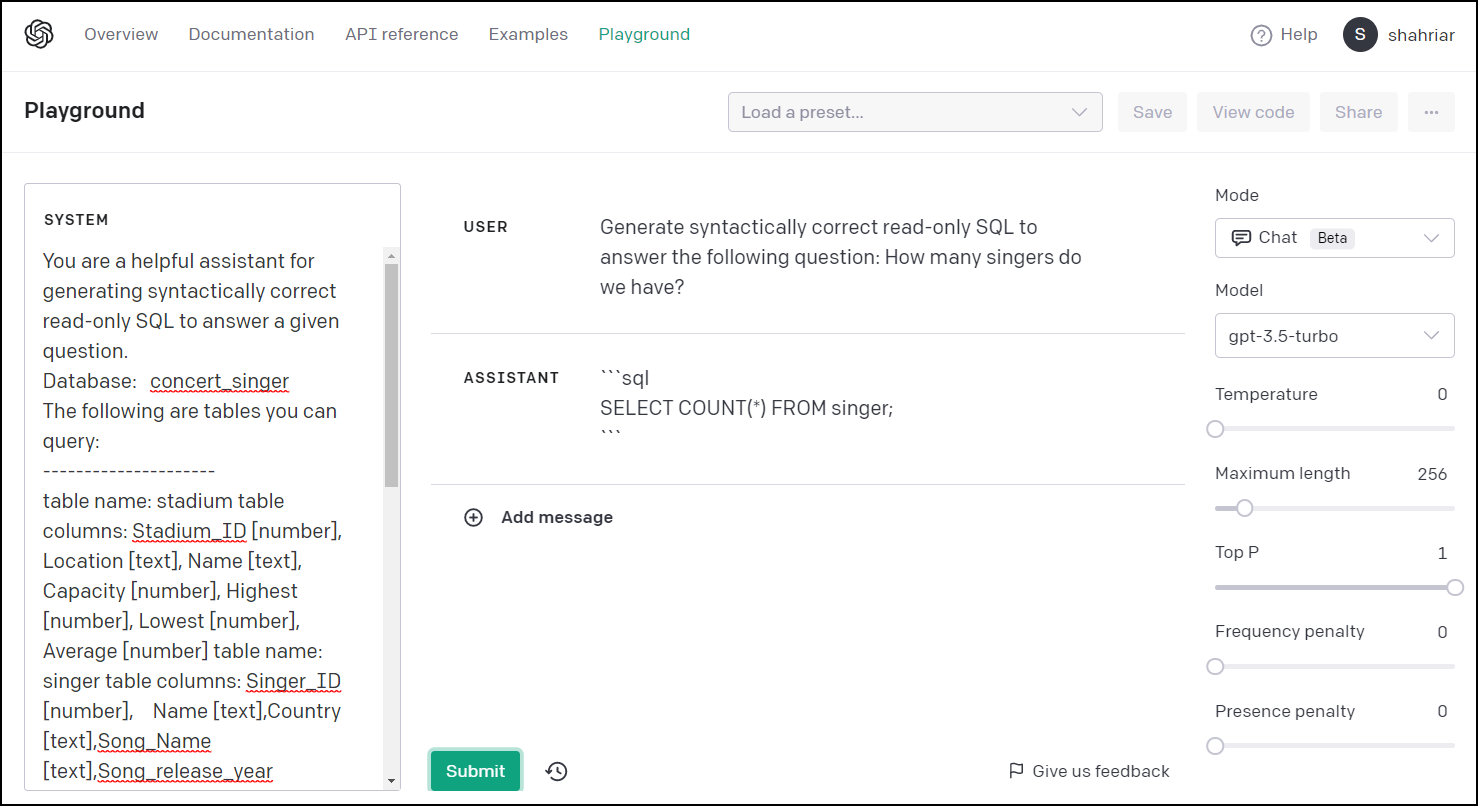 Overview Documentation API reference Examples Playground Help S shahriar
Playground Load a preset... Save View code Share ...
SYSTEM
You are a helpful assistant for
generating syntactically correct
read-only SQL to answer a given
question.
Database: concert_singer
The following are tables you can
query:
---------------------
table name: stadium table
columns: Stadium_ID [number],
Location [text], Name [text],
Capacity [number], Highest
[number], Lowest [number],
Average [number] table name:
singer table columns: Singer_ID
[number], Name [text],Country
[text],Song_Name
[text],Song_release_year
USER
Generate syntactically correct read-only SQL to
answer the following question: How many singers do
we have?
ASSISTANT
```sql
SELECT COUNT(*) FROM singer;
```
Add message
Submit
Give us feedback
Mode
Chat Beta
Model
gpt-3.5-turbo
Temperature 0
Maximum length 256
Top P 1
Frequency penalty 0
Presence penalty 0